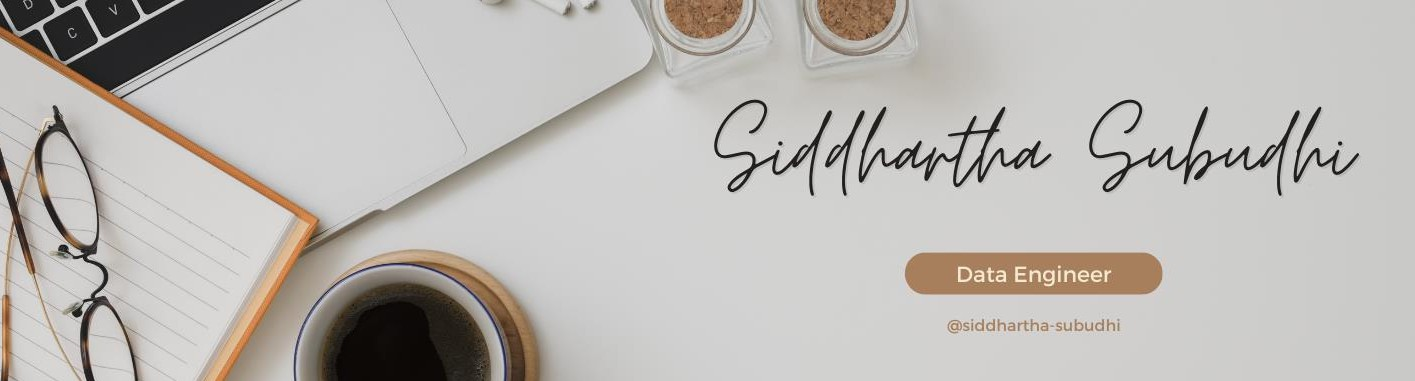 D
C
V
Siddhartha Subudhi
Data Engineer
@siddhartha-subudhi